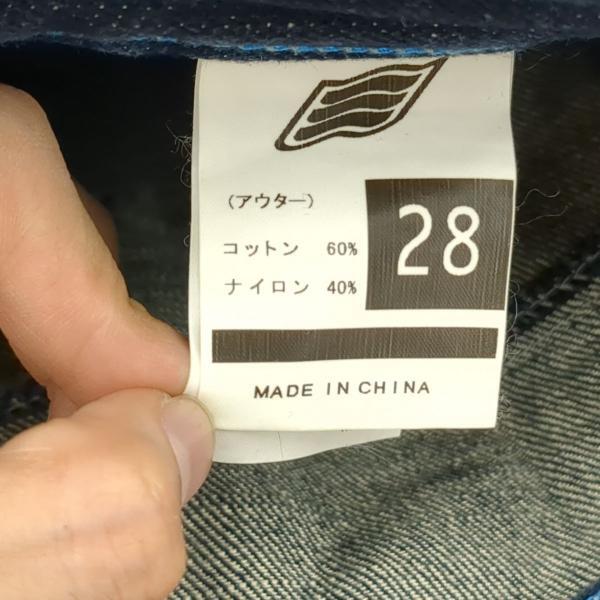 (アウター)
コットン 60%
ナイロン 40%
28
MADE IN CHINA